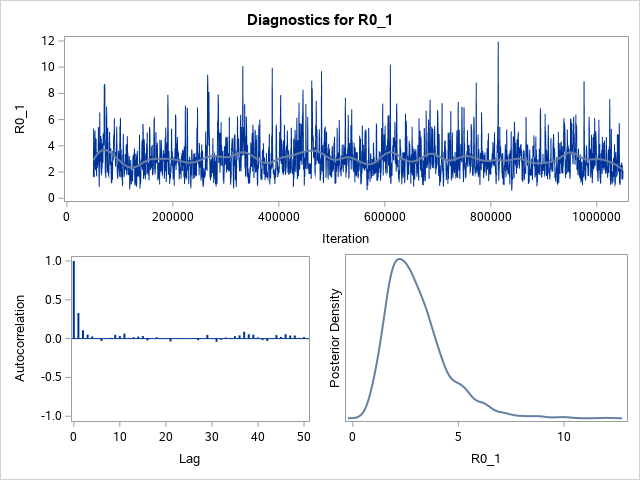 Diagnostics for R0_1
12
10
8
6
4
2
0
R0_1
0 200000 400000 600000 800000 1000000
Iteration
1.0
0.5
0.0
-0.5
-1.0
Autocorrelation
0 10 20 30 40 50
Lag
Posterior Density
0 5 10
R0_1